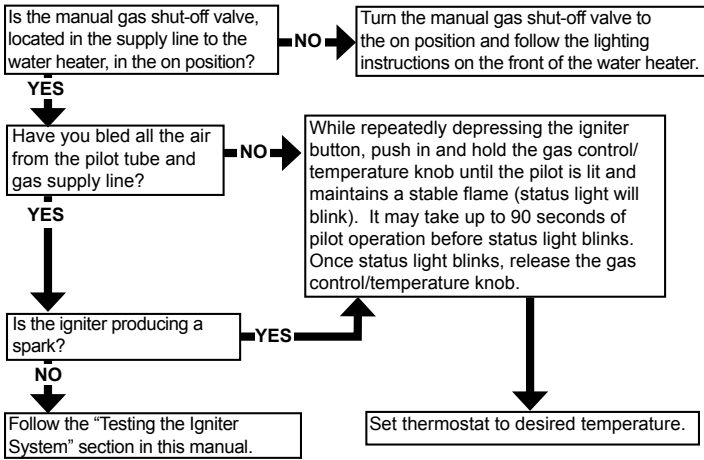 Is the manual gas shut-off valve,
located in the supply line to the
water heater, in the on position?
NO
Turn the manual gas shut-off valve to
the on position and follow the lighting
instructions on the front of the water heater.
YES
Have you bled all the air
from the pilot tube and
gas supply line?
NO
While repeatedly depressing the igniter
button, push in and hold the gas control/
temperature knob until the pilot is lit and
maintains a stable flame (status light will
blink).  It may take up to 90 seconds of
pilot operation before status light blinks.
Once status light blinks, release the gas
control/temperature knob.
YES
Is the igniter producing a
spark?
YES
NO
Follow the “Testing the Igniter
System” section in this manual.
Set thermostat to desired temperature.